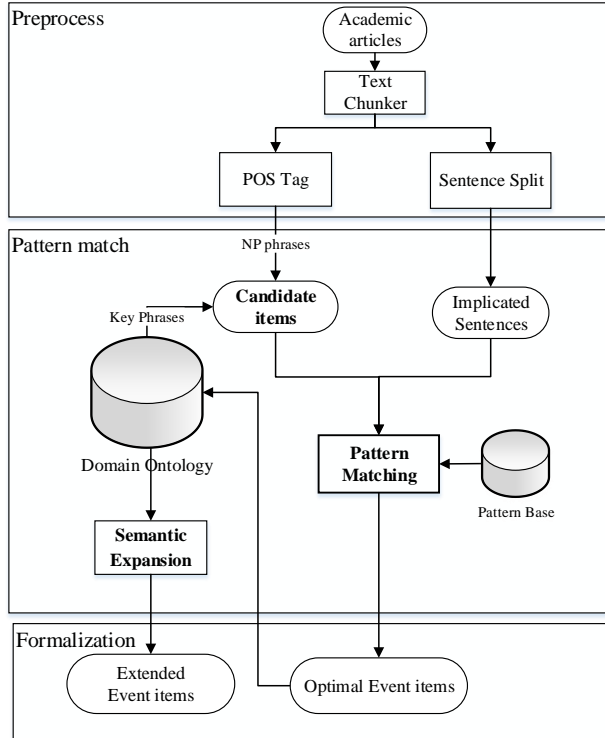 Preprocess
Academic
articles
Text
Chunker
POS Tag
Sentence Split
Pattern match
NP phrases
Key Phrases
Candidate
items
Implicated
Sentences
Domain Ontology
Pattern
Matching
Pattern Base
Semantic
Expansion
Formalization
Extended
Event items
Optimal Event items